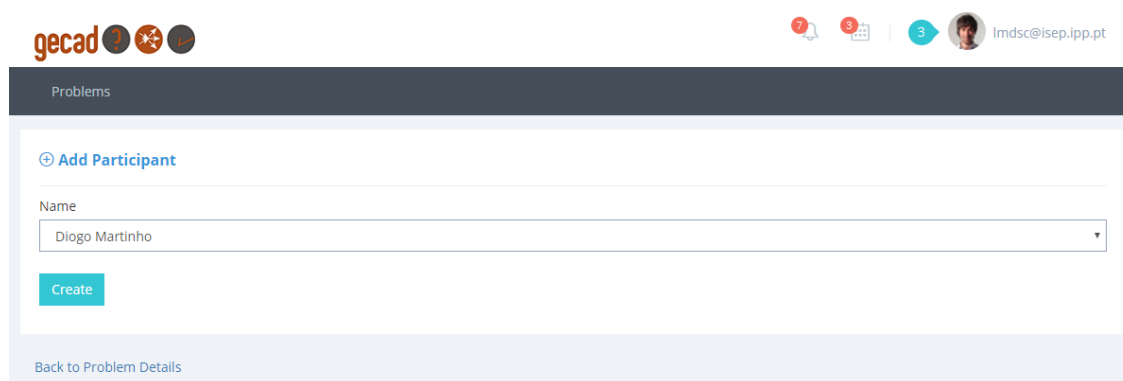 gecad
7
3
3
lmdsc@isep.ipp.pt
Problems
Add Participant
Name
Diogo Martinho
Create
Back to Problem Details